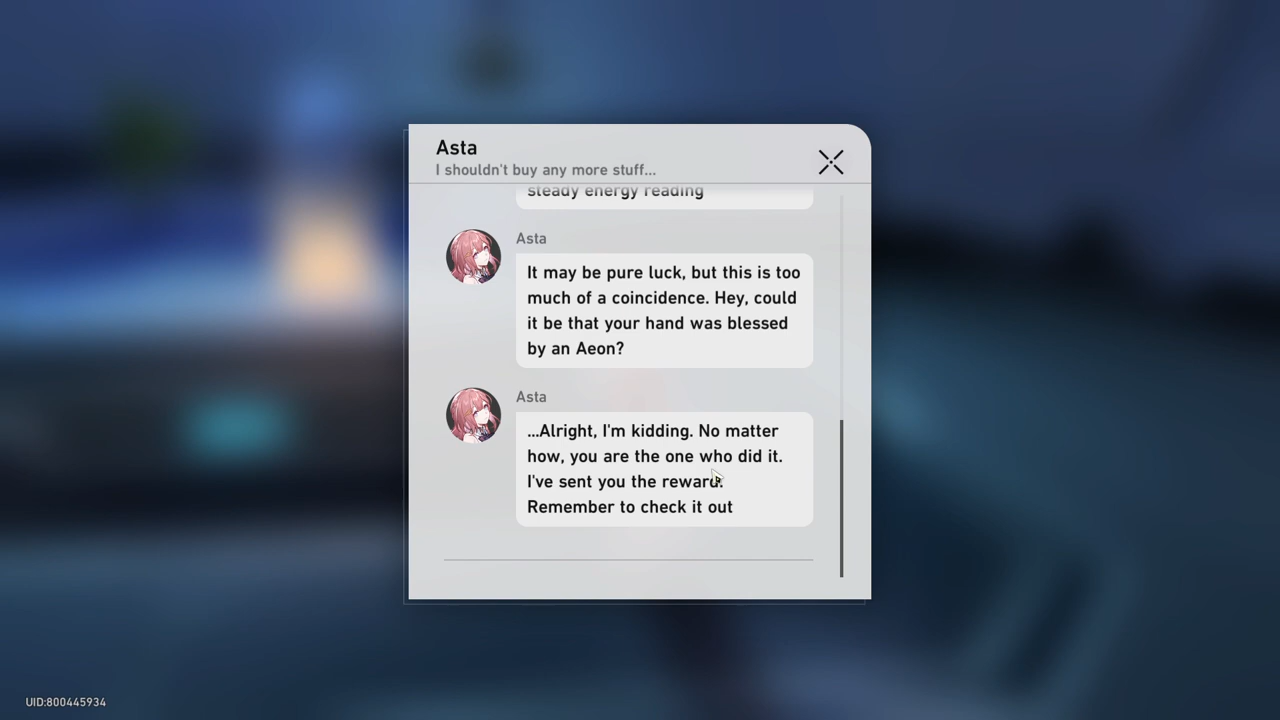 Asta
I shouldn't buy any more stuff...
steady energy reading
Asta
It may be pure luck, but this is too
much of a coincidence. Hey, could
it be that your hand was blessed
by an Aeon?
Asta
...Alright, I'm kidding. No matter
how, you are the one who did it.
I've sent you the reward.
Remember to check it out
UID:800445934